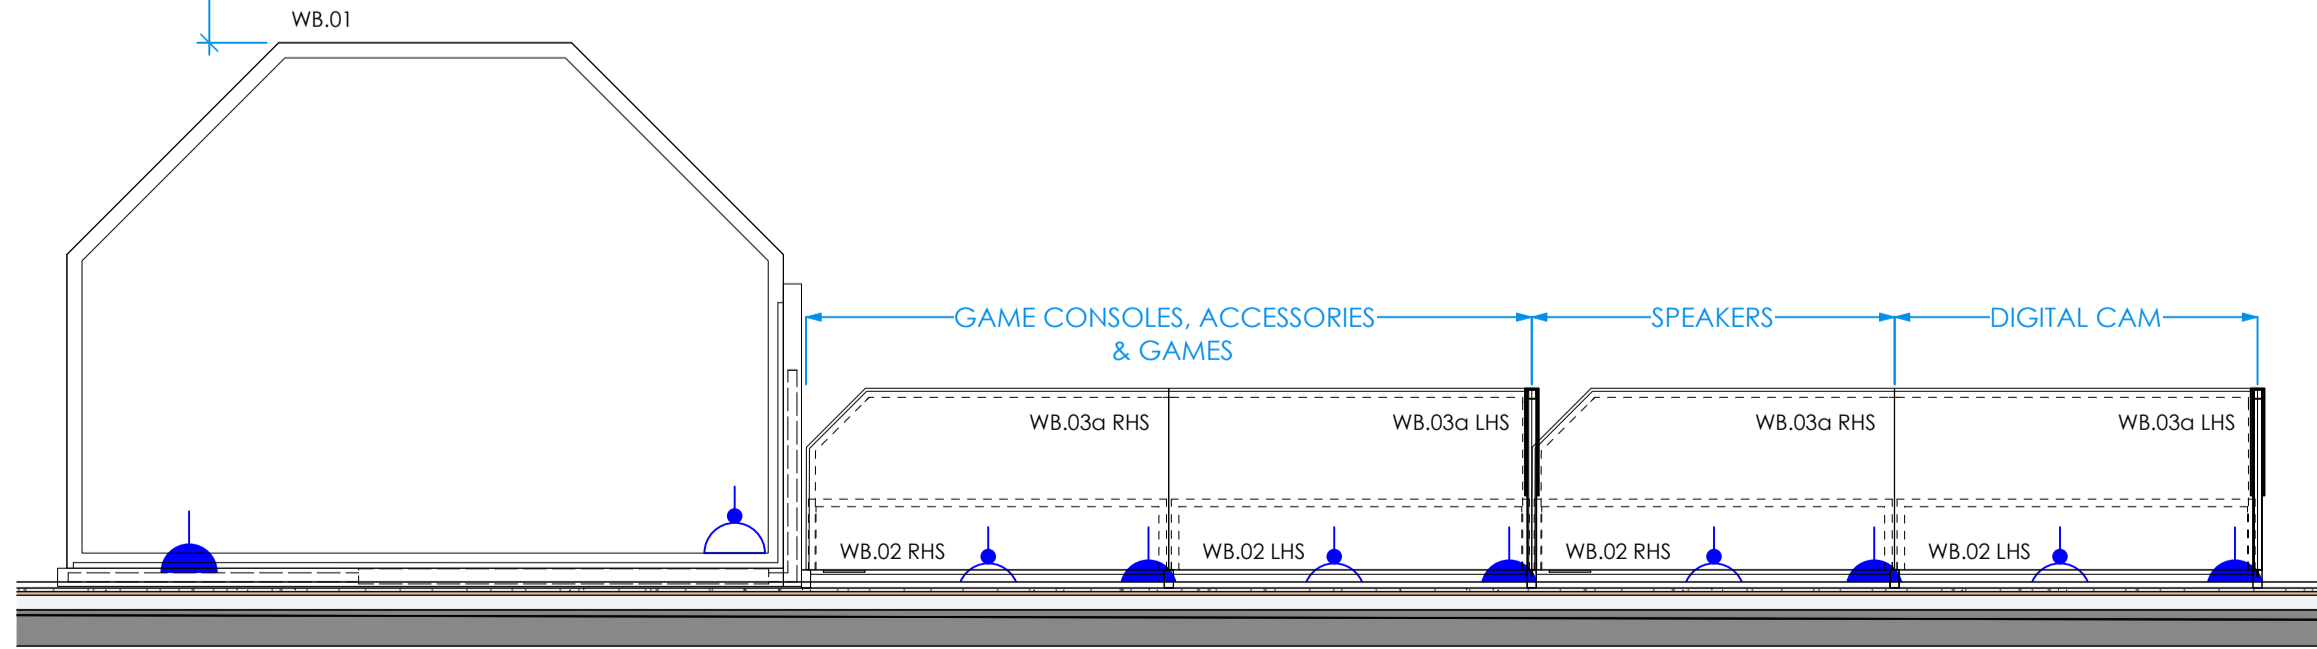 WB.01
GAME CONSOLES, ACCESSORIES
& GAMES
SPEAKERS
DIGITAL CAM
WB.03a RHS
WB.03a LHS
WB.03a RHS
WB.03a LHS
WB.02 RHS
WB.02 LHS
WB.02 RHS
WB.02 LHS